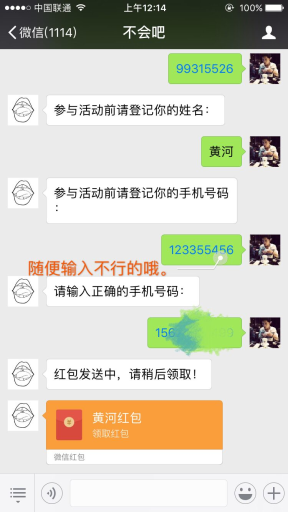 中国联通
上午12:14
100%
微信(1114)
不会吧
99315526
参与活动前请登记你的姓名:
黄河
参与活动前请登记你的手机号码
:
123355456
随便输入不行的哦。
请输入正确的手机号码:
红包发送中,请稍后领取!
黄河红包
领取红包
微信红包